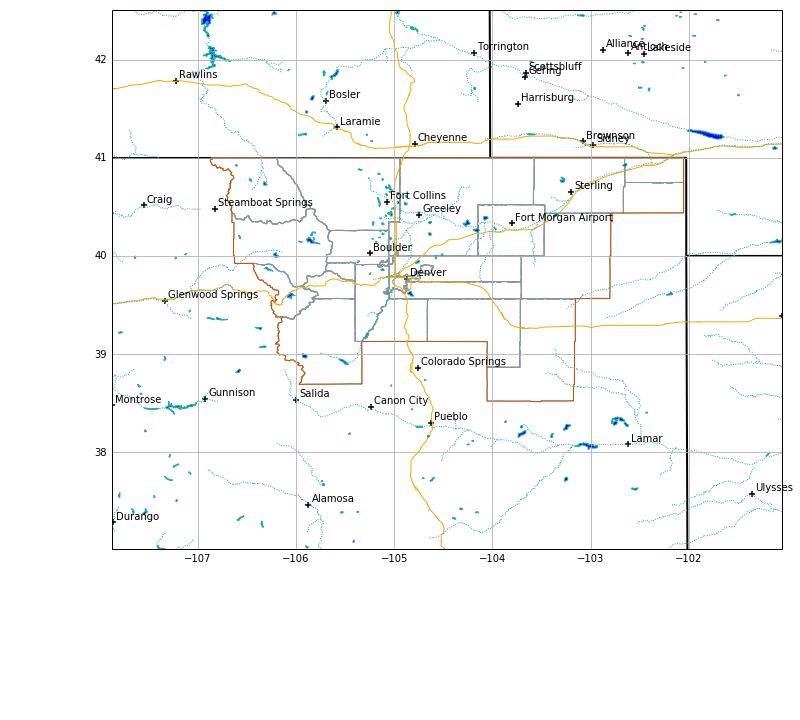 Torrington
Alliance
Antioch
Lakeside
42
Scottsbluff
Gering
Rawlins
Bosler
Harrisburg
Laramie
Cheyenne
Brownson
Sidney
41
Sterling
Craig
Steamboat Springs
Fort Collins
Greeley
Fort Morgan Airport
Boulder
40
Denver
Glenwood Springs
39
Colorado Springs
Montrose
Gunnison
Salida
Canon City
Pueblo
Lamar
38
Ulysses
Alamosa
Durango
−107 −106 −105 −104 −103 −102